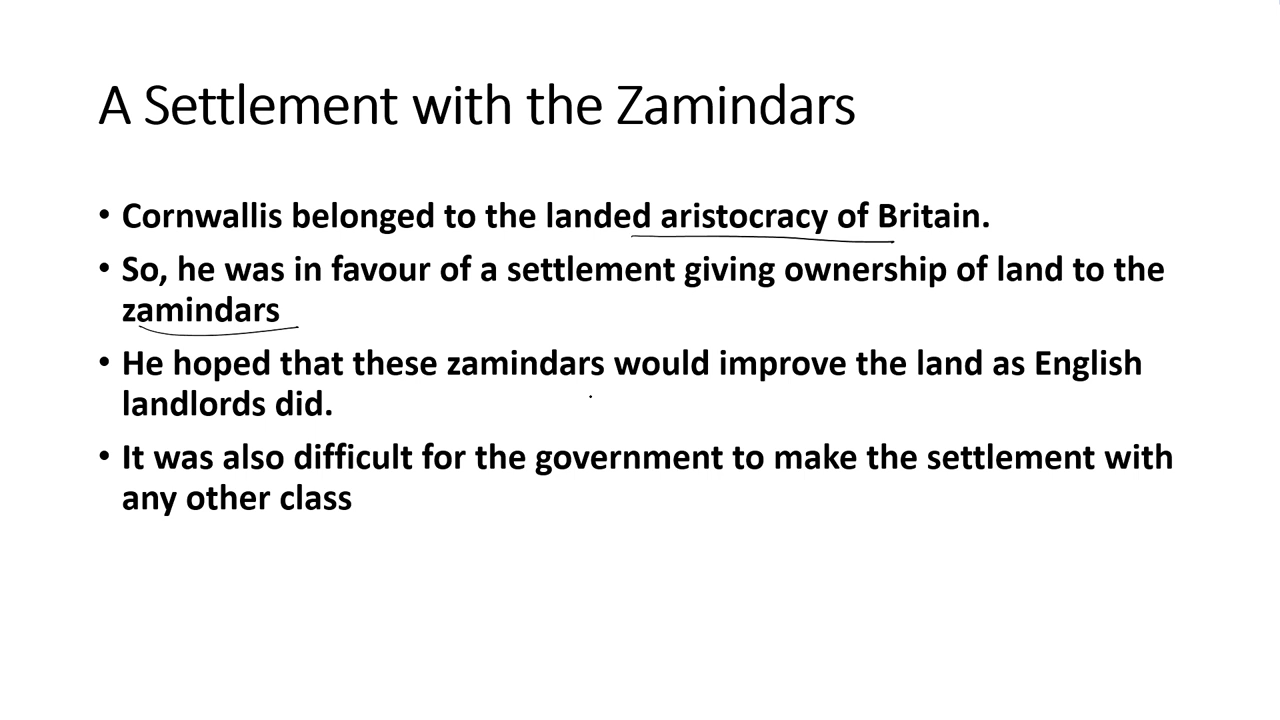 A Settlement with the Zamindars
• Cornwallis belonged to the landed aristocracy of Britain.
• So, he was in favour of a settlement giving ownership of land to the
zamindars
• He hoped that these zamindars would improve the land as English
landlords did.
• It was also difficult for the government to make the settlement with
any other class